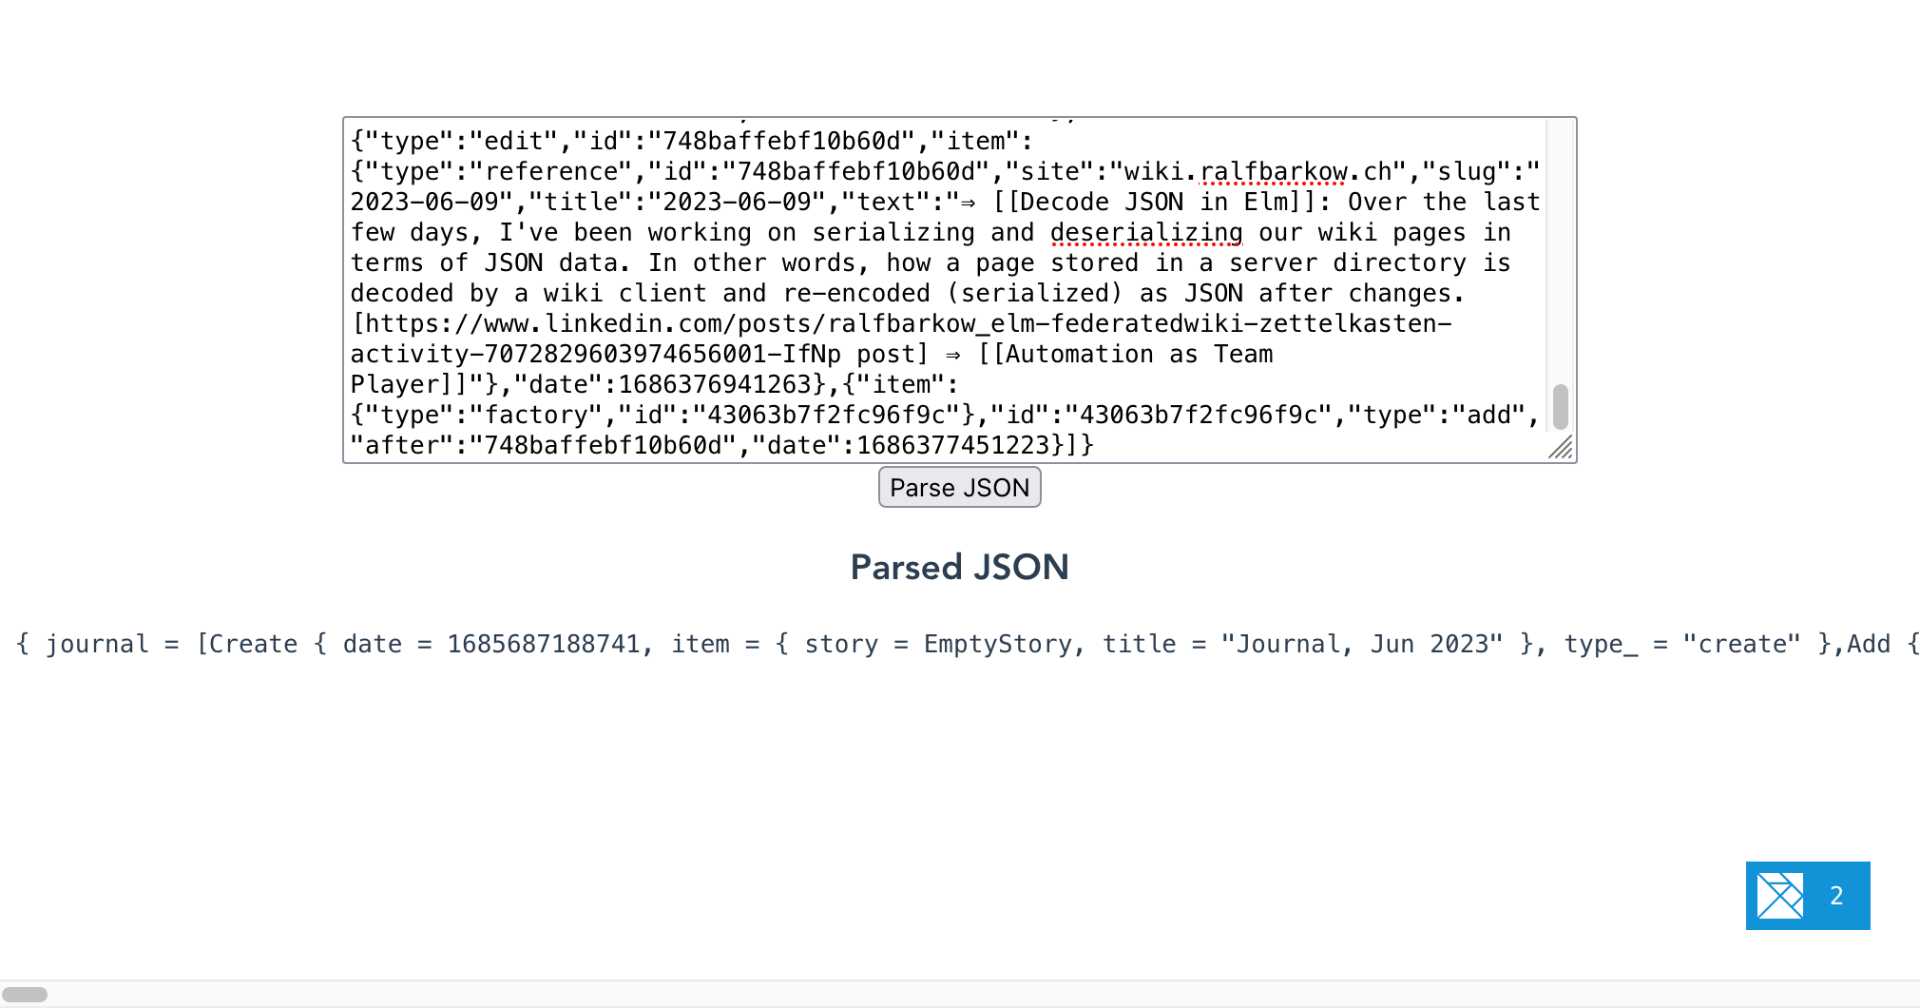 {"type":"edit","id":"748baffebf10b60d","item":
{"type":"reference","id":"748baffebf10b60d","site":"wiki.ralfbarkow.ch","slug":"
2023-06-09","title":"2023-06-09","text":"⇒ [[Decode JSON in Elm]]: Over the last
few days, I've been working on serializing and deserializing our wiki pages in
terms of JSON data. In other words, how a page stored in a server directory is
decoded by a wiki client and re-encoded (serialized) as JSON after changes.
[https://www.linkedin.com/posts/ralfbarkow_elm-federatedwiki-zettelkasten-
activity-7072829603974656001-IfNp post] ⇒ [[Automation as Team
Player]]"},"date":1686376941263},{"item":
{"type":"factory","id":"43063b7f2fc96f9c"},"id":"43063b7f2fc96f9c","type":"add",
"after":"748baffebf10b60d","date":1686377451223}]}
Parse JSON
Parsed JSON
{ journal = [Create { date = 1685687188741, item = { story = EmptyStory, title = "Journal, Jun 2023" }, type_ = "create" },Add {
2